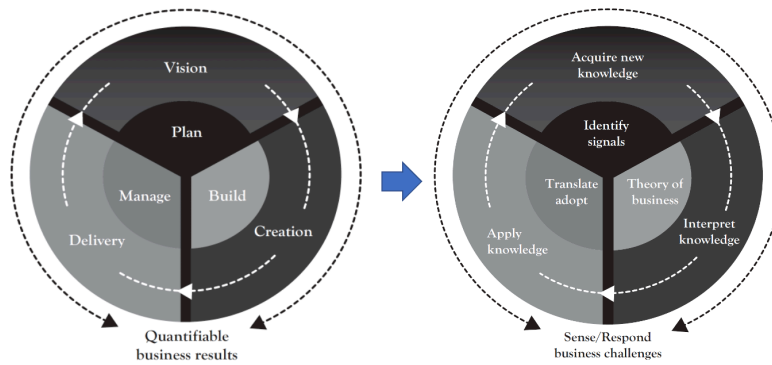 Vision
Plan
Manage
Build
Delivery
Creation
Quantifiable
business results
Acquire new
knowledge
Identify
signals
Translate
adopt
Theory of
business
Apply
knowledge
Interpret
knowledge
Sense/Respond
business challenges